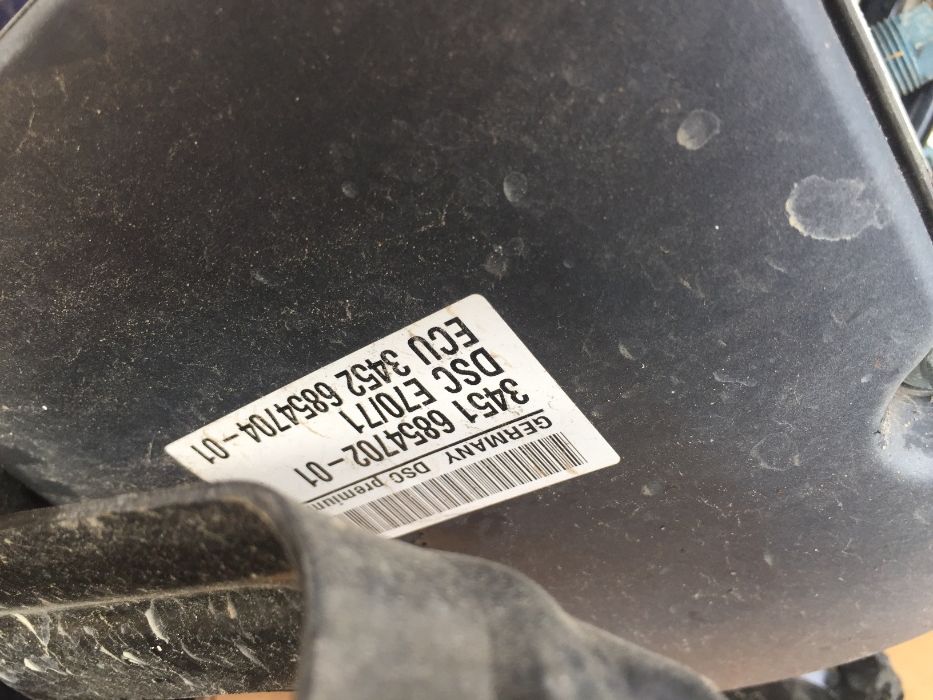 GERMANY DSC premium
3451 6854702-01
DSC E70/71
ECU 3452 6854704-01